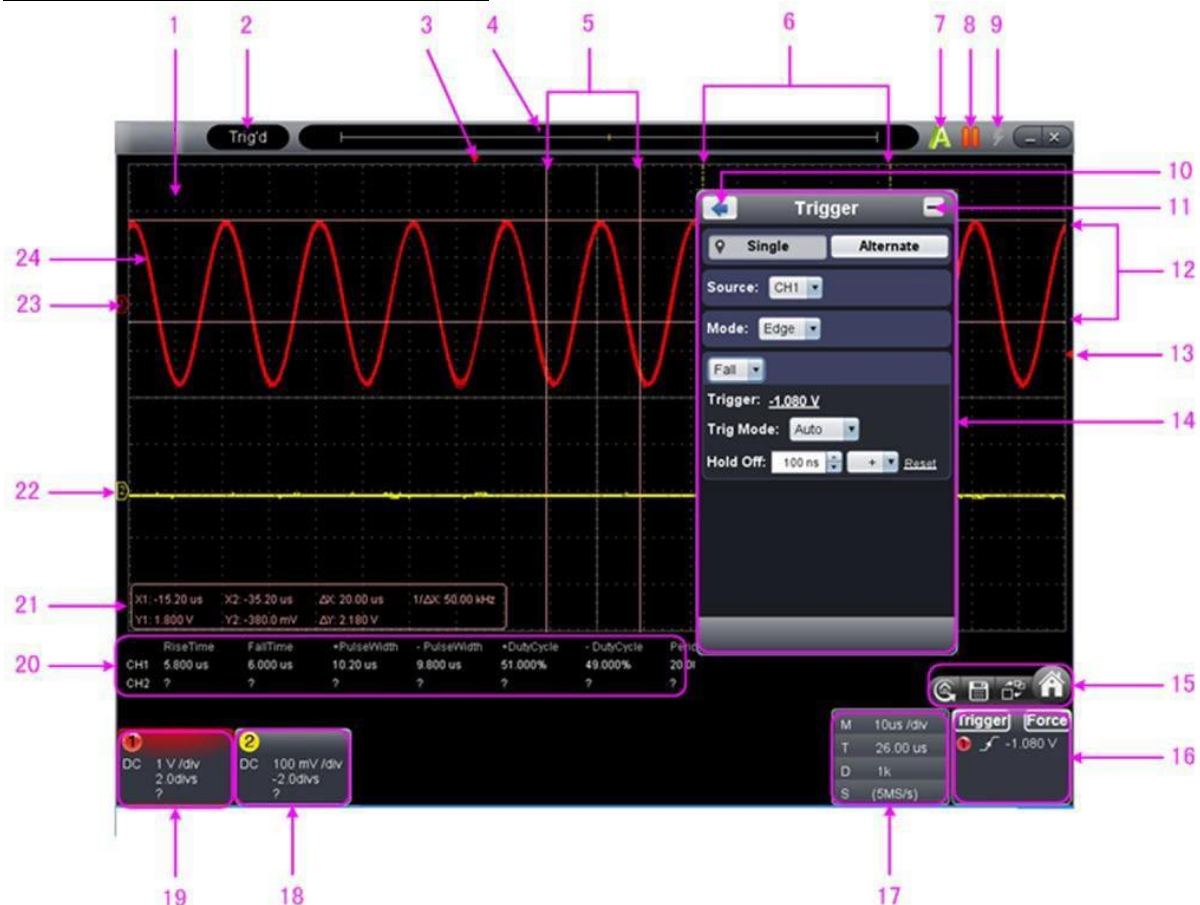 1 2 3 4 5 6 7 8 9
Trig'd
A
10
Trigger
11
Single Alternate
24
12
Source: CH1
23
Mode: Edge
13
Fall
Trigger: -1.080 V
14
Trig Mode: Auto
Hold Off: 100 ns + Reset
22
2
21
X1: -15.20 us X2: -35.20 us ΔX: 20.00 us 1/ΔX: 50.00 kHz
Y1: 1.800 V Y2: -380.0 mV ΔY: 2.180 V
RiseTime FallTime +PulseWidth - PulseWidth +DutyCycle - DutyCycle
20
CH1 5.800 us 6.000 us 10.20 us 9.800 us 51.000% 49.000%
CH2 ? ? ? ? ? ? ?
15
1
DC 1 V /div
2.0divs
?
2
DC 100 mV /div
-2.0divs
?
M 10us /div
T 26.00 us
D 1k
S (5MS/s)
Trigger Force
1 -1.080 V
16
19 18 17